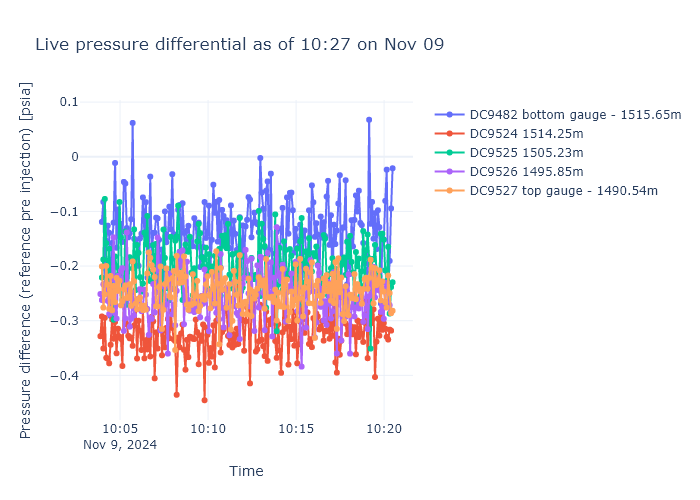 Live pressure differential as of 10:27 on Nov 09
Pressure difference (reference pre injection) [psia]
0.1
0
−0.1
−0.2
−0.3
−0.4
10:05
10:10
10:15
10:20
Nov 9, 2024
Time
DC9482 bottom gauge - 1515.65m
DC9524 1514.25m
DC9525 1505.23m
DC9526 1495.85m
DC9527 top gauge - 1490.54m